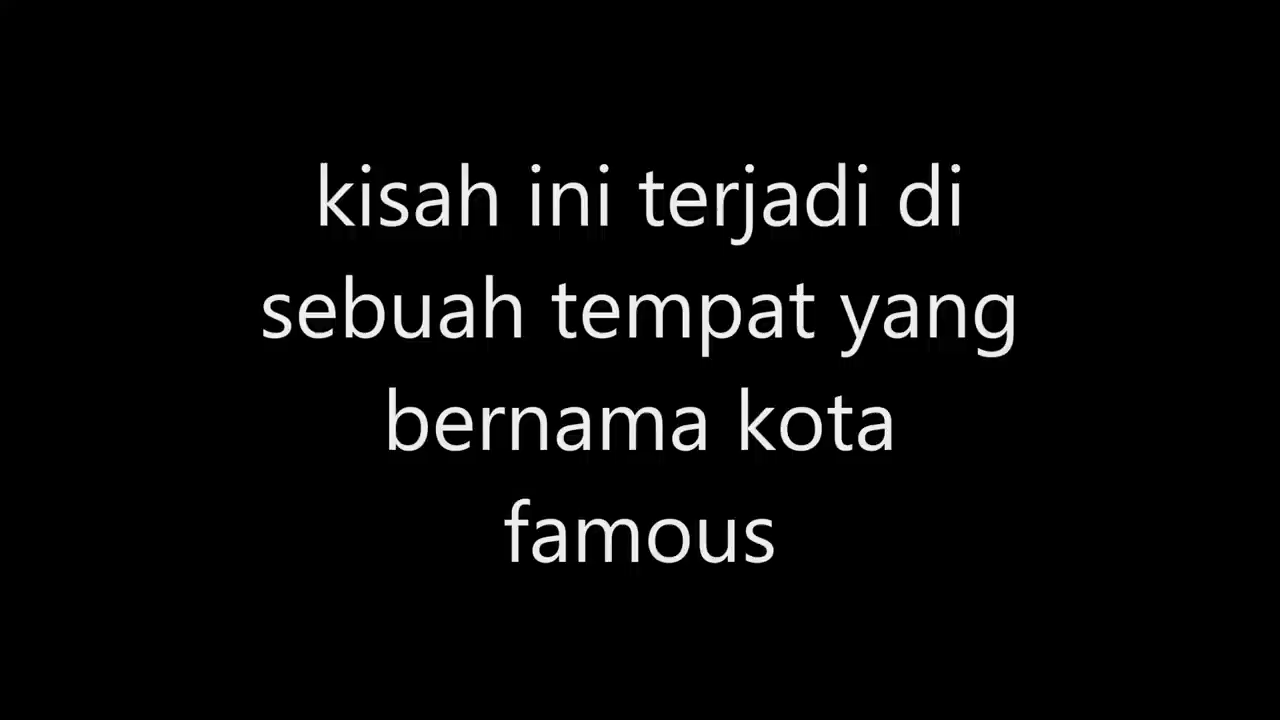 kisah ini terjadi di
sebuah tempat yang
bernama kota
famous